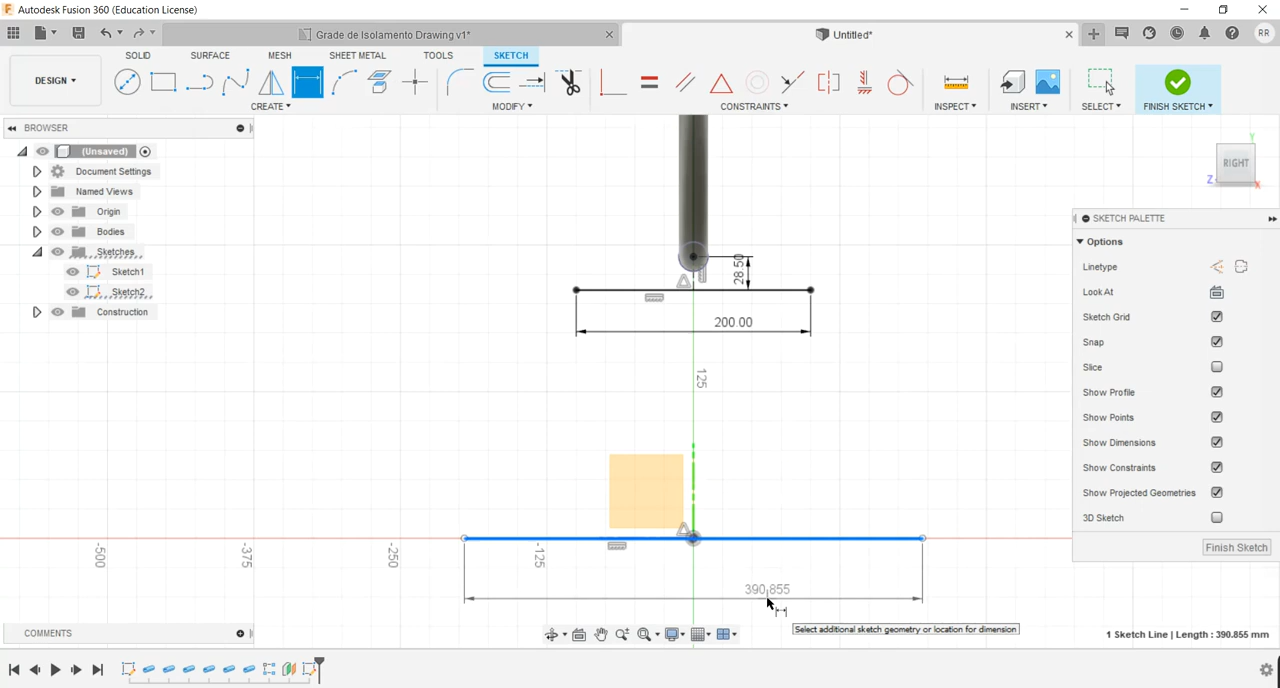 Autodesk Fusion 360 (Education License)
Grade de Isolamento Drawing v1*
Untitled*
RR
DESIGN
SOLID
SURFACE
MESH
SHEET METAL
TOOLS
SKETCH
CREATE
MODIFY
CONSTRAINTS
INSPECT
INSERT
SELECT
FINISH SKETCH
BROWSER
(Unsaved)
Document Settings
Named Views
Origin
Bodies
Sketches
Sketch1
Sketch2
Construction
Y
RIGHT
Z
X
28.50
200.00
125
-500
-375
-250
-125
390.855
SKETCH PALETTE
Options
Linetype
Look At
Sketch Grid
Snap
Slice
Show Profile
Show Points
Show Dimensions
Show Constraints
Show Projected Geometries
3D Sketch
Finish Sketch
COMMENTS
Select additional sketch geometry or location for dimension
1 Sketch Line | Length : 390.855 mm